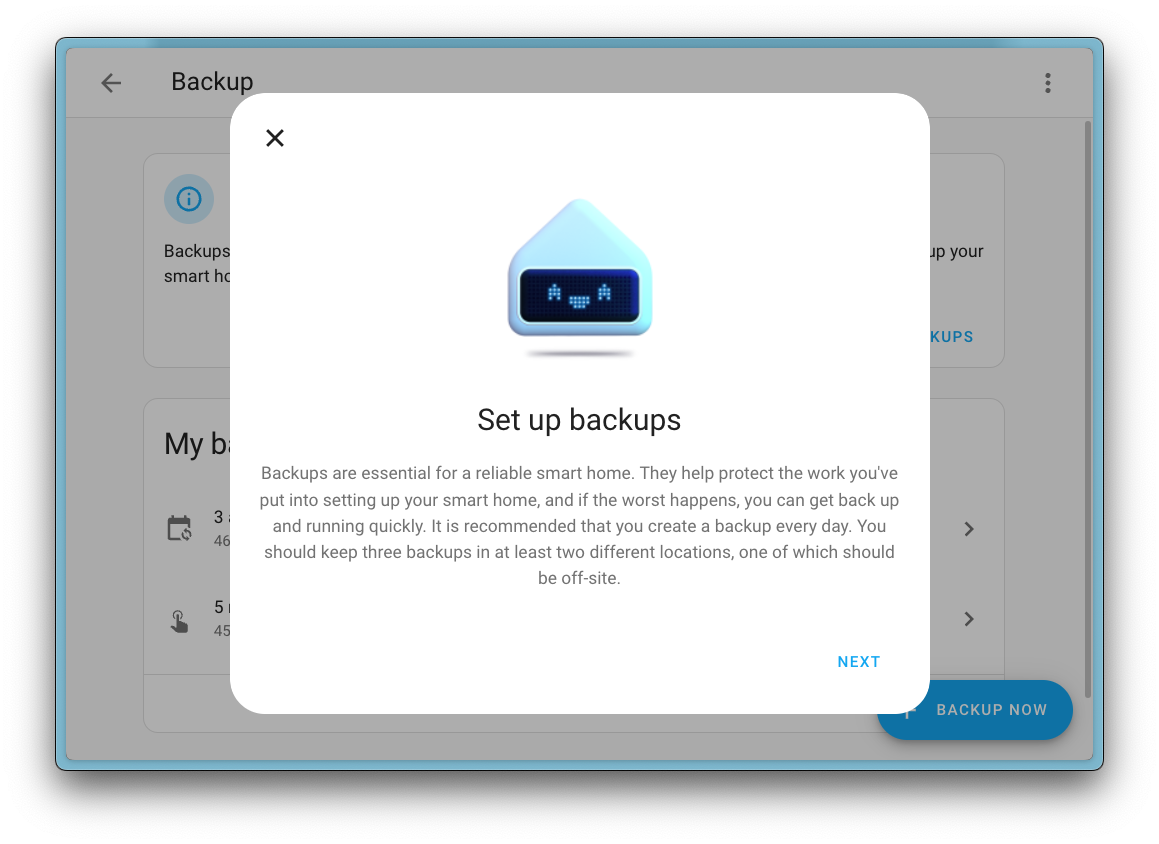 Backup
Backups
up your
smart
KUPS
Set up backups
Backups are essential for a reliable smart home. They help protect the work you've
put into setting up your smart home, and if the worst happens, you can get back up
and running quickly. It is recommended that you create a backup every day. You
should keep three backups in at least two different locations, one of which should
be off-site.
My
3
46
5
45
NEXT
BACKUP NOW